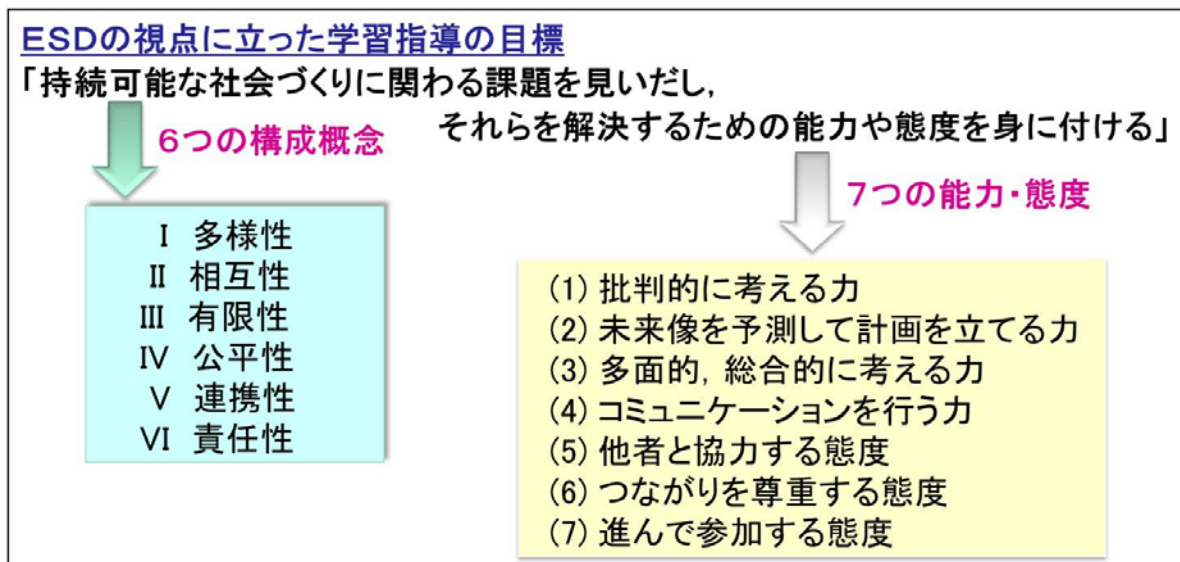 ESDの視点に立った学習指導の目標
「持続可能な社会づくりに関わる課題を見いだし，
それらを解決するための能力や態度を身に付ける」
６つの構成概念
７つの能力・態度
Ⅰ 多様性
Ⅱ 相互性
Ⅲ 有限性
Ⅳ 公平性
Ⅴ 連携性
Ⅵ 責任性
(1) 批判的に考える力
(2) 未来像を予測して計画を立てる力
(3) 多面的，総合的に考える力
(4) コミュニケーションを行う力
(5) 他者と協力する態度
(6) つながりを尊重する態度
(7) 進んで参加する態度